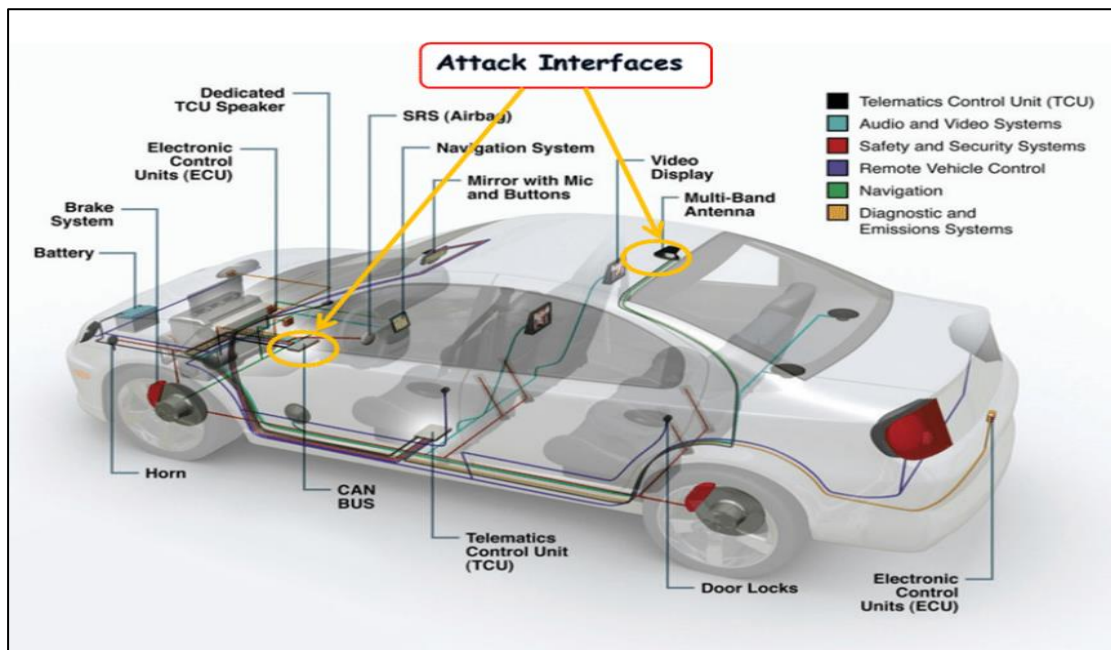 Attack Interfaces
Dedicated
TCU Speaker
SRS (Airbag)
Electronic
Control
Units (ECU)
Navigation System
Mirror with Mic
and Buttons
Video
Display
Multi-Band
Antenna
Brake
System
Battery
Telematics Control Unit (TCU)
Audio and Video Systems
Safety and Security Systems
Remote Vehicle Control
Navigation
Diagnostic and
Emissions Systems
Horn
CAN
BUS
Telematics
Control Unit
(TCU)
Door Locks
Electronic
Control
Units (ECU)